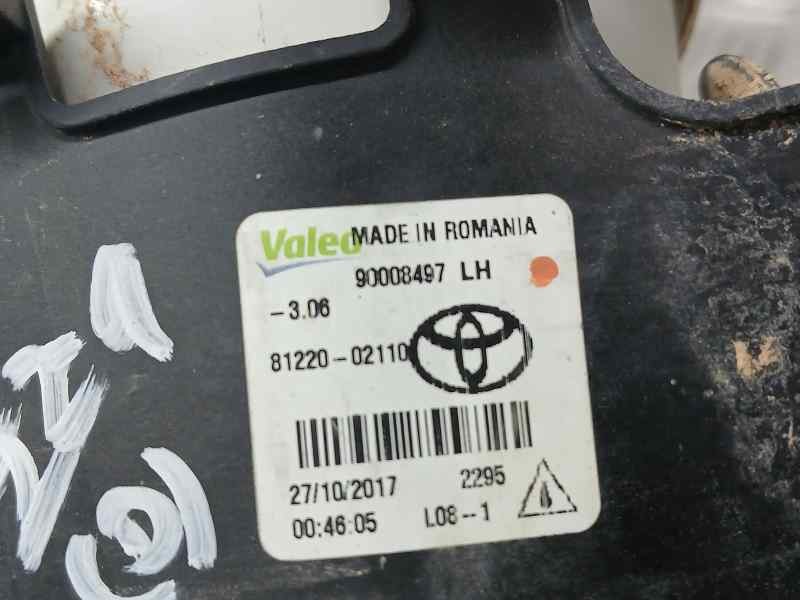 Valeo MADE IN ROMANIA
90008497 LH
-3.06
81220-02110
27/10/2017 2295
00:46:05 L08--1